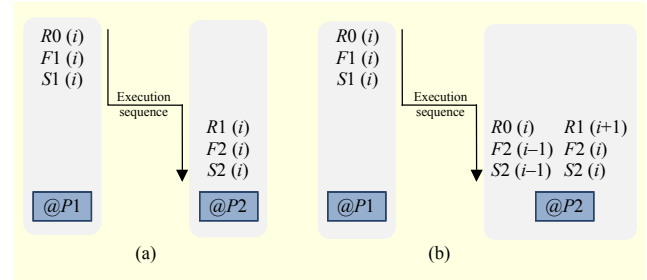 R0 (i)
F1 (i)
S1 (i)
Execution
sequence
R1 (i)
F2 (i)
S2 (i)
@P1
@P2
(a)
R0 (i)
F1 (i)
S1 (i)
Execution
sequence
R0 (i) R1 (i+1)
F2 (i–1) F2 (i)
S2 (i–1) S2 (i)
@P1
@P2
(b)